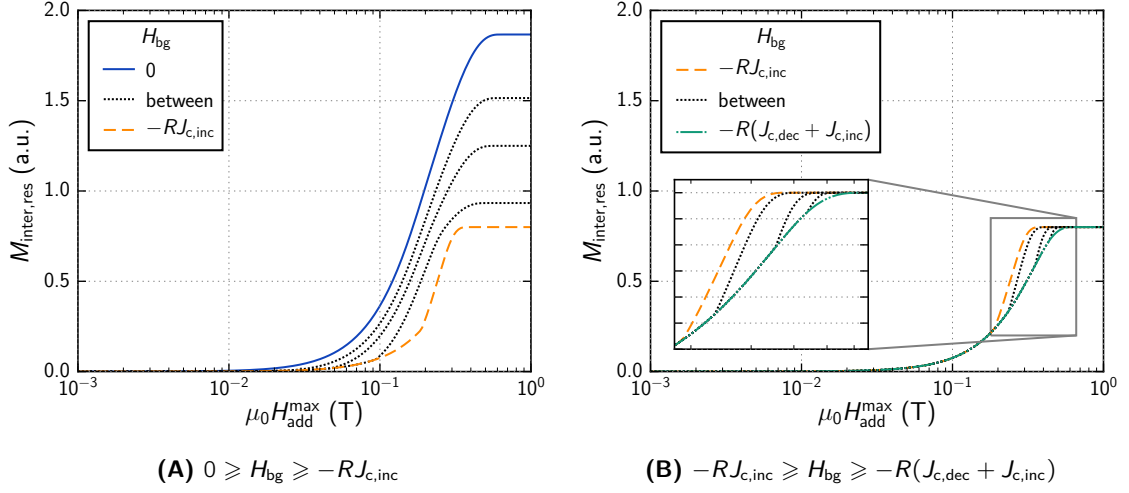 2.0
1.5
1.0
0.5
0.0
M_inter,res (a.u.)
H_bg
0
between
−RJ_c,inc
10^−3 10^−2 10^−1 10^0
μ_0H_add^max (T)
(A) 0 ⩾ H_bg ⩾ −RJ_c,inc
2.0
1.5
1.0
0.5
0.0
M_inter,res (a.u.)
H_bg
−RJ_c,inc
between
−R(J_c,dec + J_c,inc)
10^−3 10^−2 10^−1 10^0
μ_0H_add^max (T)
(B) −RJ_c,inc ⩾ H_bg ⩾ −R(J_c,dec + J_c,inc)